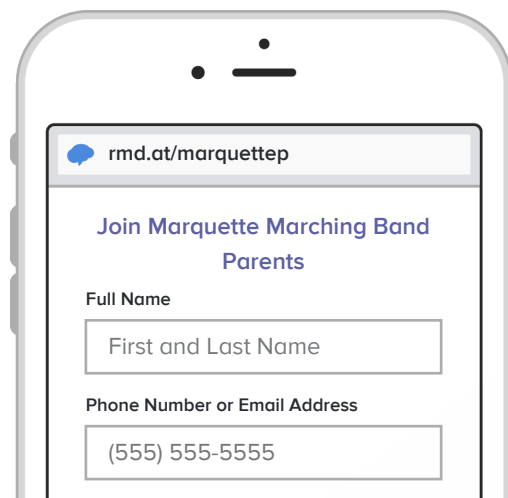 rmd.at/marquettep
Join Marquette Marching Band
Parents
Full Name
First and Last Name
Phone Number or Email Address
(555) 555-5555